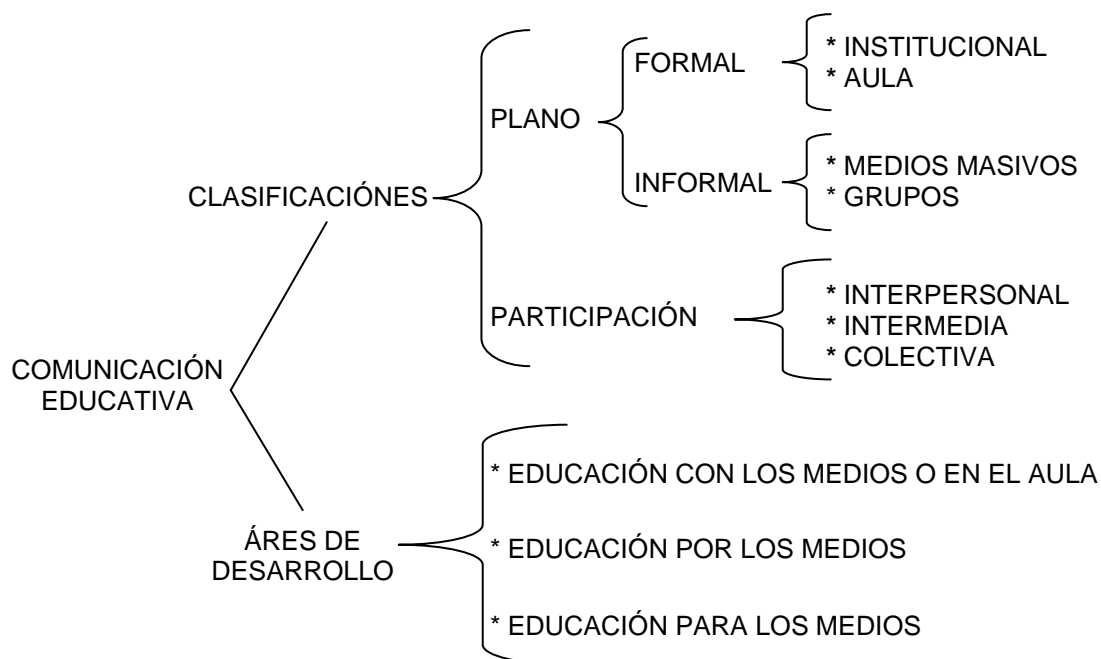 COMUNICACIÓN
EDUCATIVA
CLASIFICACIÓNES
PLANO
FORMAL
* INSTITUCIONAL
* AULA
INFORMAL
* MEDIOS MASIVOS
* GRUPOS
PARTICIPACIÓN
* INTERPERSONAL
* INTERMEDIA
* COLECTIVA
ÁRES DE
DESARROLLO
* EDUCACIÓN CON LOS MEDIOS O EN EL AULA
* EDUCACIÓN POR LOS MEDIOS
* EDUCACIÓN PARA LOS MEDIOS